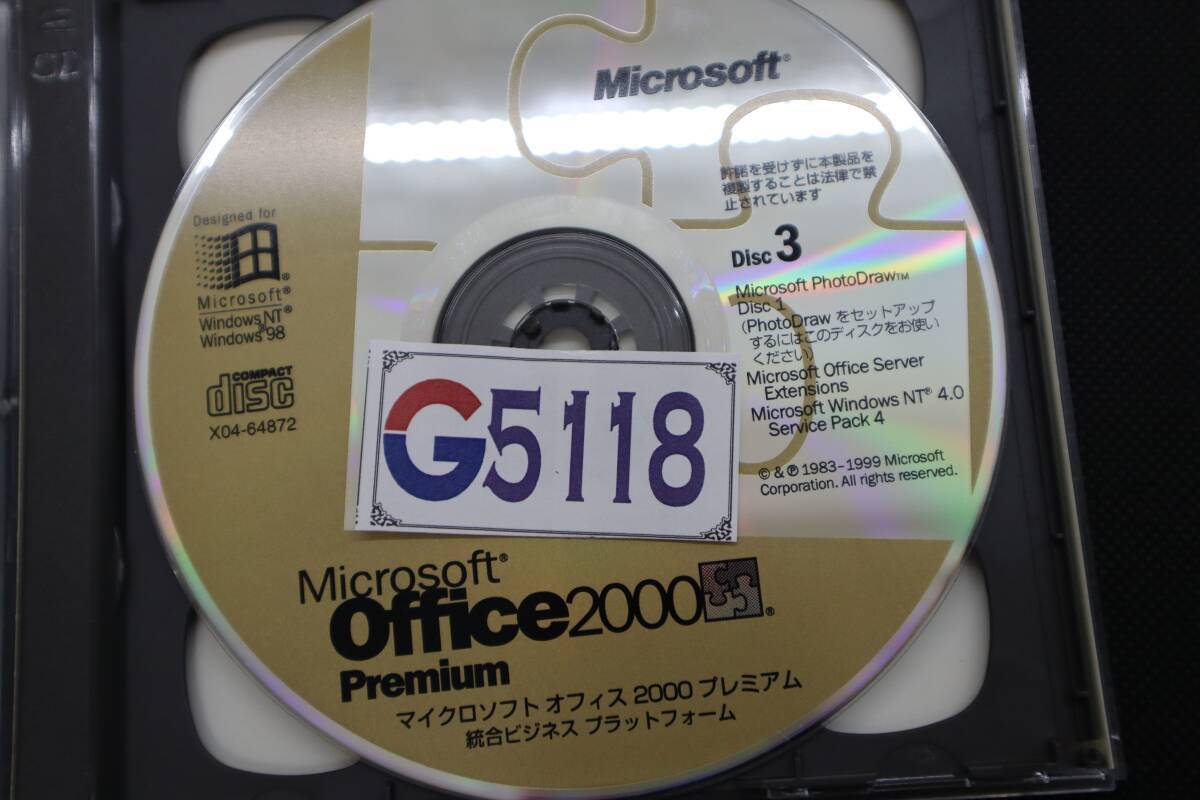 Microsoft®
許諾を受けずに本製品を
複製することは法律で禁
止されています
Disc 3
Microsoft PhotoDraw™
Disc 1
(PhotoDraw をセットアップ
するにはこのディスクをお使い
ください)
Microsoft Office Server
Extensions
Microsoft Windows NT® 4.0
Service Pack 4
© & ℗ 1983-1999 Microsoft
Corporation. All rights reserved.
Designed for
Microsoft®
Windows NT®
Windows®98
COMPACT
disc
X04-64872
G5118
Microsoft®
Office2000®
Premium
マイクロソフト オフィス 2000 プレミアム
統合ビジネス プラットフォーム